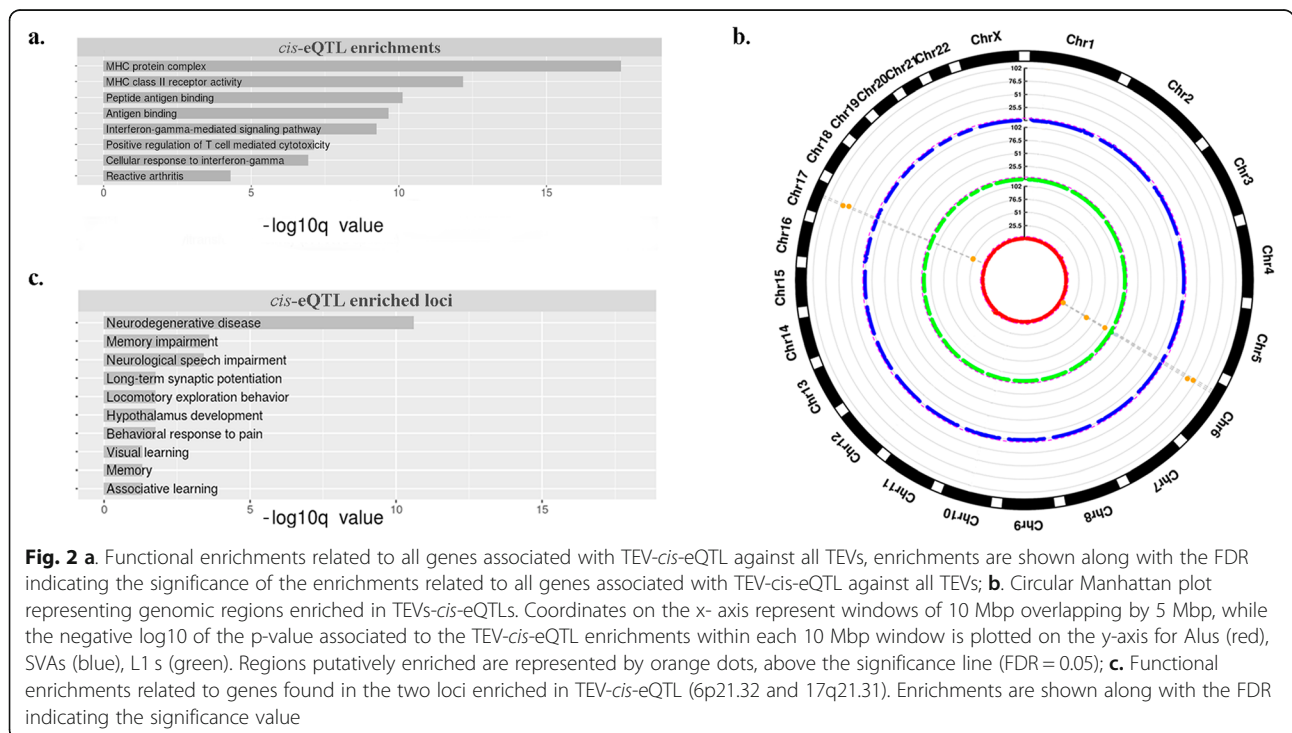 a.
cis-eQTL enrichments
MHC protein complex
MHC class II receptor activity
Peptide antigen binding
Antigen binding
Interferon-gamma-mediated signaling pathway
Positive regulation of T cell mediated cytotoxicity
Cellular response to interferon-gamma
Reactive arthritis
0 5 10 15
-log10q value
c.
cis-eQTL enriched loci
Neurodegenerative disease
Memory impairment
Neurological speech impairment
Long-term synaptic potentiation
Locomotory exploration behavior
Hypothalamus development
Behavioral response to pain
Visual learning
Memory
Associative learning
0 5 10 15
-log10q value
b.
Chr1
Chr2
Chr3
Chr4
Chr5
Chr6
Chr7
Chr8
Chr9
Chr10
Chr11
Chr12
Chr13
Chr14
Chr15
Chr16
Chr17
Chr18
Chr19
Chr20
Chr21
Chr22
ChrX
102
76.5
51
25.5
102
76.5
51
25.5
102
76.5
51
25.5
Fig. 2 a. Functional enrichments related to all genes associated with TEV-cis-eQTL against all TEVs, enrichments are shown along with the FDR
indicating the significance of the enrichments related to all genes associated with TEV-cis-eQTL against all TEVs; b. Circular Manhattan plot
representing genomic regions enriched in TEVs-cis-eQTLs. Coordinates on the x- axis represent windows of 10 Mbp overlapping by 5 Mbp, while
the negative log10 of the p-value associated to the TEV-cis-eQTL enrichments within each 10 Mbp window is plotted on the y-axis for Alus (red),
SVAs (blue), L1 s (green). Regions putatively enriched are represented by orange dots, above the significance line (FDR = 0.05); c. Functional
enrichments related to genes found in the two loci enriched in TEV-cis-eQTL (6p21.32 and 17q21.31). Enrichments are shown along with the FDR
indicating the significance value